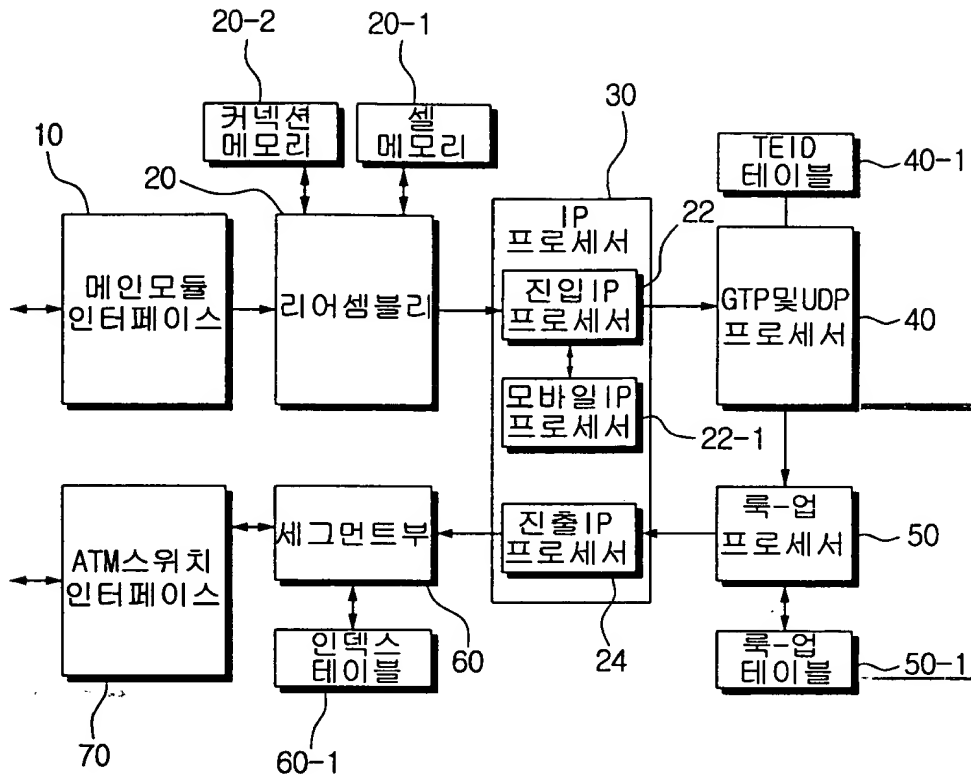 20-2
20-1
커넥션
메모리
셀
메모리
30
TEID
테이블
40-1
10
20
IP
프로세서
22
메인모듈
인터페이스
리어셈블리
진입IP
프로세서
GTP및UDP
프로세서
40
모바일IP
프로세서
22-1
ATM스위치
인터페이스
세그먼트부
진출IP
프로세서
룩-업
프로세서
50
인덱스
테이블
60
24
룩-업
테이블
50-1
70
60-1